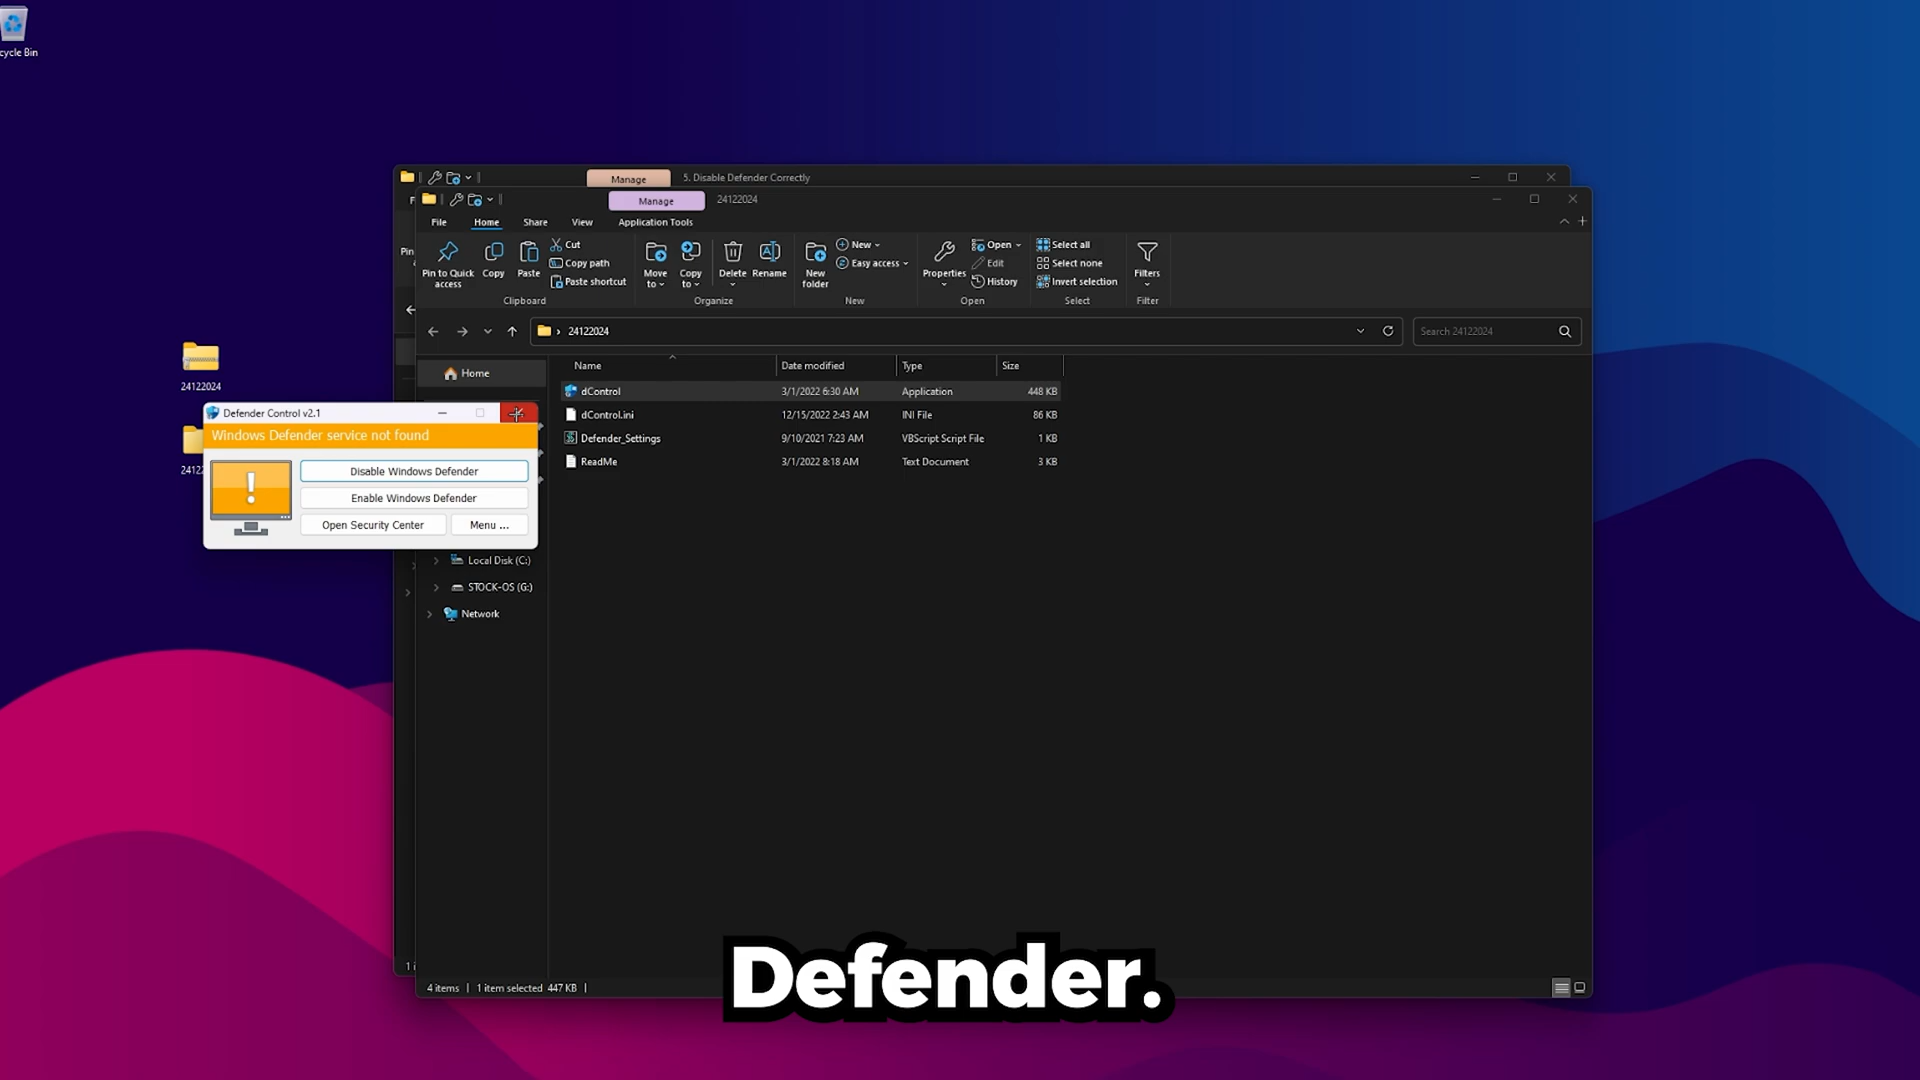 cycle Bin
24122024
2412
Manage
5. Disable Defender Correctly
Manage
24122024
File
Home
Share
View
Application Tools
Pin to Quick access
Copy
Paste
Cut
Copy path
Paste shortcut
Clipboard
Move to
Copy to
Delete
Rename
Organize
New folder
New
Easy access
New
Properties
Open
Edit
History
Open
Select all
Select none
Invert selection
Select
Filters
Filter
Pin
24122024
Search 24122024
Home
Name
Date modified
Type
Size
dControl
3/1/2022 6:30 AM
Application
448 KB
dControl.ini
12/15/2022 2:43 AM
INI File
86 KB
Defender_Settings
9/10/2021 7:23 AM
VBScript Script File
1 KB
ReadMe
3/1/2022 8:18 AM
Text Document
3 KB
Defender Control v2.1
Windows Defender service not found
Disable Windows Defender
Enable Windows Defender
Open Security Center
Menu ...
Local Disk (C:)
STOCK-OS (G:)
Network
4 items
1 item selected 447 KB
Defender.